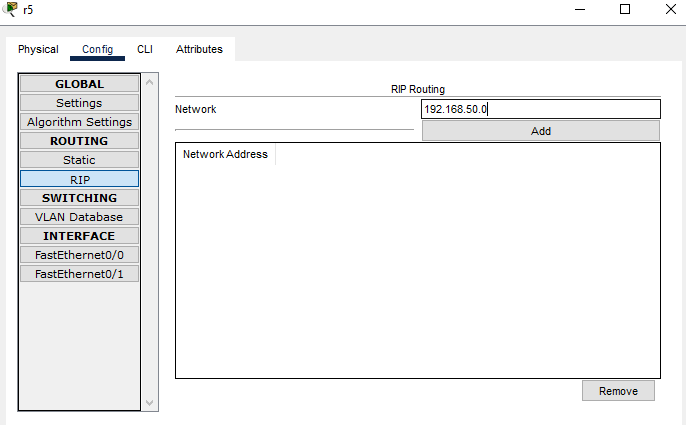 r5
Physical Config CLI Attributes
GLOBAL
Settings
Algorithm Settings
ROUTING
Static
RIP
SWITCHING
VLAN Database
INTERFACE
FastEthernet0/0
FastEthernet0/1
RIP Routing
Network 192.168.50.0
Add
Network Address
Remove